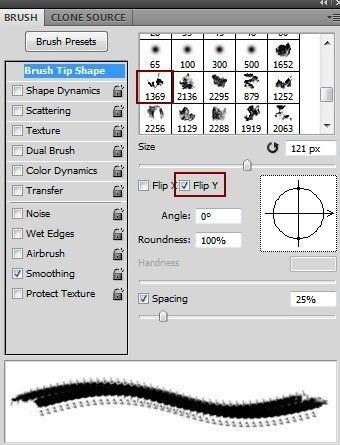 BRUSH CLONE SOURCE
Brush Presets
Brush Tip Shape
Shape Dynamics
Scattering
Texture
Dual Brush
Color Dynamics
Transfer
Noise
Wet Edges
Airbrush
Smoothing
Protect Texture
65 100 300 500 1652
1369 2136 2295 879 1252
2256 1129 2288 1919 2063
Size 121 px
Flip X Flip Y
Angle: 0°
Roundness: 100%
Hardness
Spacing 25%